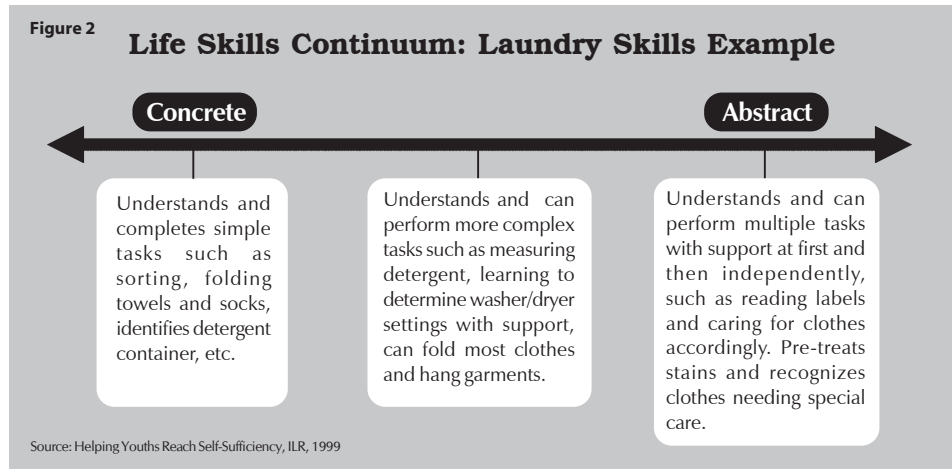 Figure 2
Life Skills Continuum: Laundry Skills Example
Concrete
Abstract
Understands and
completes simple
tasks such as
sorting, folding
towels and socks,
identifies detergent
container, etc.
Understands and can
perform more complex
tasks such as measuring
detergent, learning to
determine washer/dryer
settings with support,
can fold most clothes
and hang garments.
Understands and can
perform multiple tasks
with support at first and
then independently,
such as reading labels
and caring for clothes
accordingly. Pre-treats
stains and recognizes
clothes needing special
care.
Source: Helping Youths Reach Self-Sufficiency, ILR, 1999